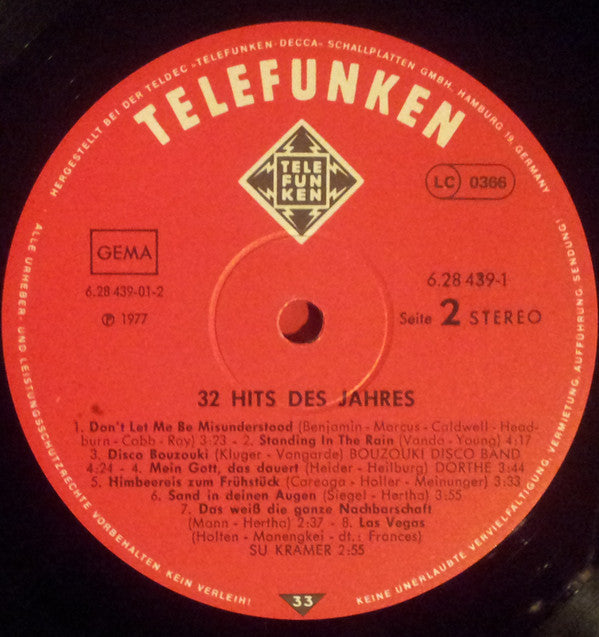 HERGESTELLT BEI DER TELDEC »TELEFUNKEN-DECCA« SCHALLPLATTEN GMBH, HAMBURG 19, GERMANY
TELEFUNKEN
TELE
FUN
KEN
LC 0366
GEMA
6.28 439-01-2
℗ 1977
6.28 439-1
Seite 2 STEREO
32 HITS DES JAHRES
1. Don't Let Me Be Misunderstood (Benjamin - Marcus - Caldwell - Head-
burn - Cobb - Ray) 3:23 - 2. Standing In The Rain (Vanda - Young) 4:17
3. Disco Bouzouki (Kluger - Vangarde) BOUZOUKI DISCO BAND
4:24 - 4. Mein Gott, das dauert (Heider - Heilburg) DORTHE 3:44
5. Himbeereis zum Frühstück (Careaga - Holler - Meinunger) 3:33
6. Sand in deinen Augen (Siegel - Hertha) 3:55
7. Das weiß die ganze Nachbarschaft
(Mann - Hertha) 2:37 - 8. Las Vegas
(Holten - Manengkei - dt.: Frances)
SU KRAMER 2:55
ALLE URHEBER- UND LEISTUNGSSCHUTZRECHTE VORBEHALTEN. KEIN VERLEIH!
33
KEINE UNERLAUBTE VERVIELFÄLTIGUNG, VERMIETUNG, AUFFÜHRUNG, SENDUNG!